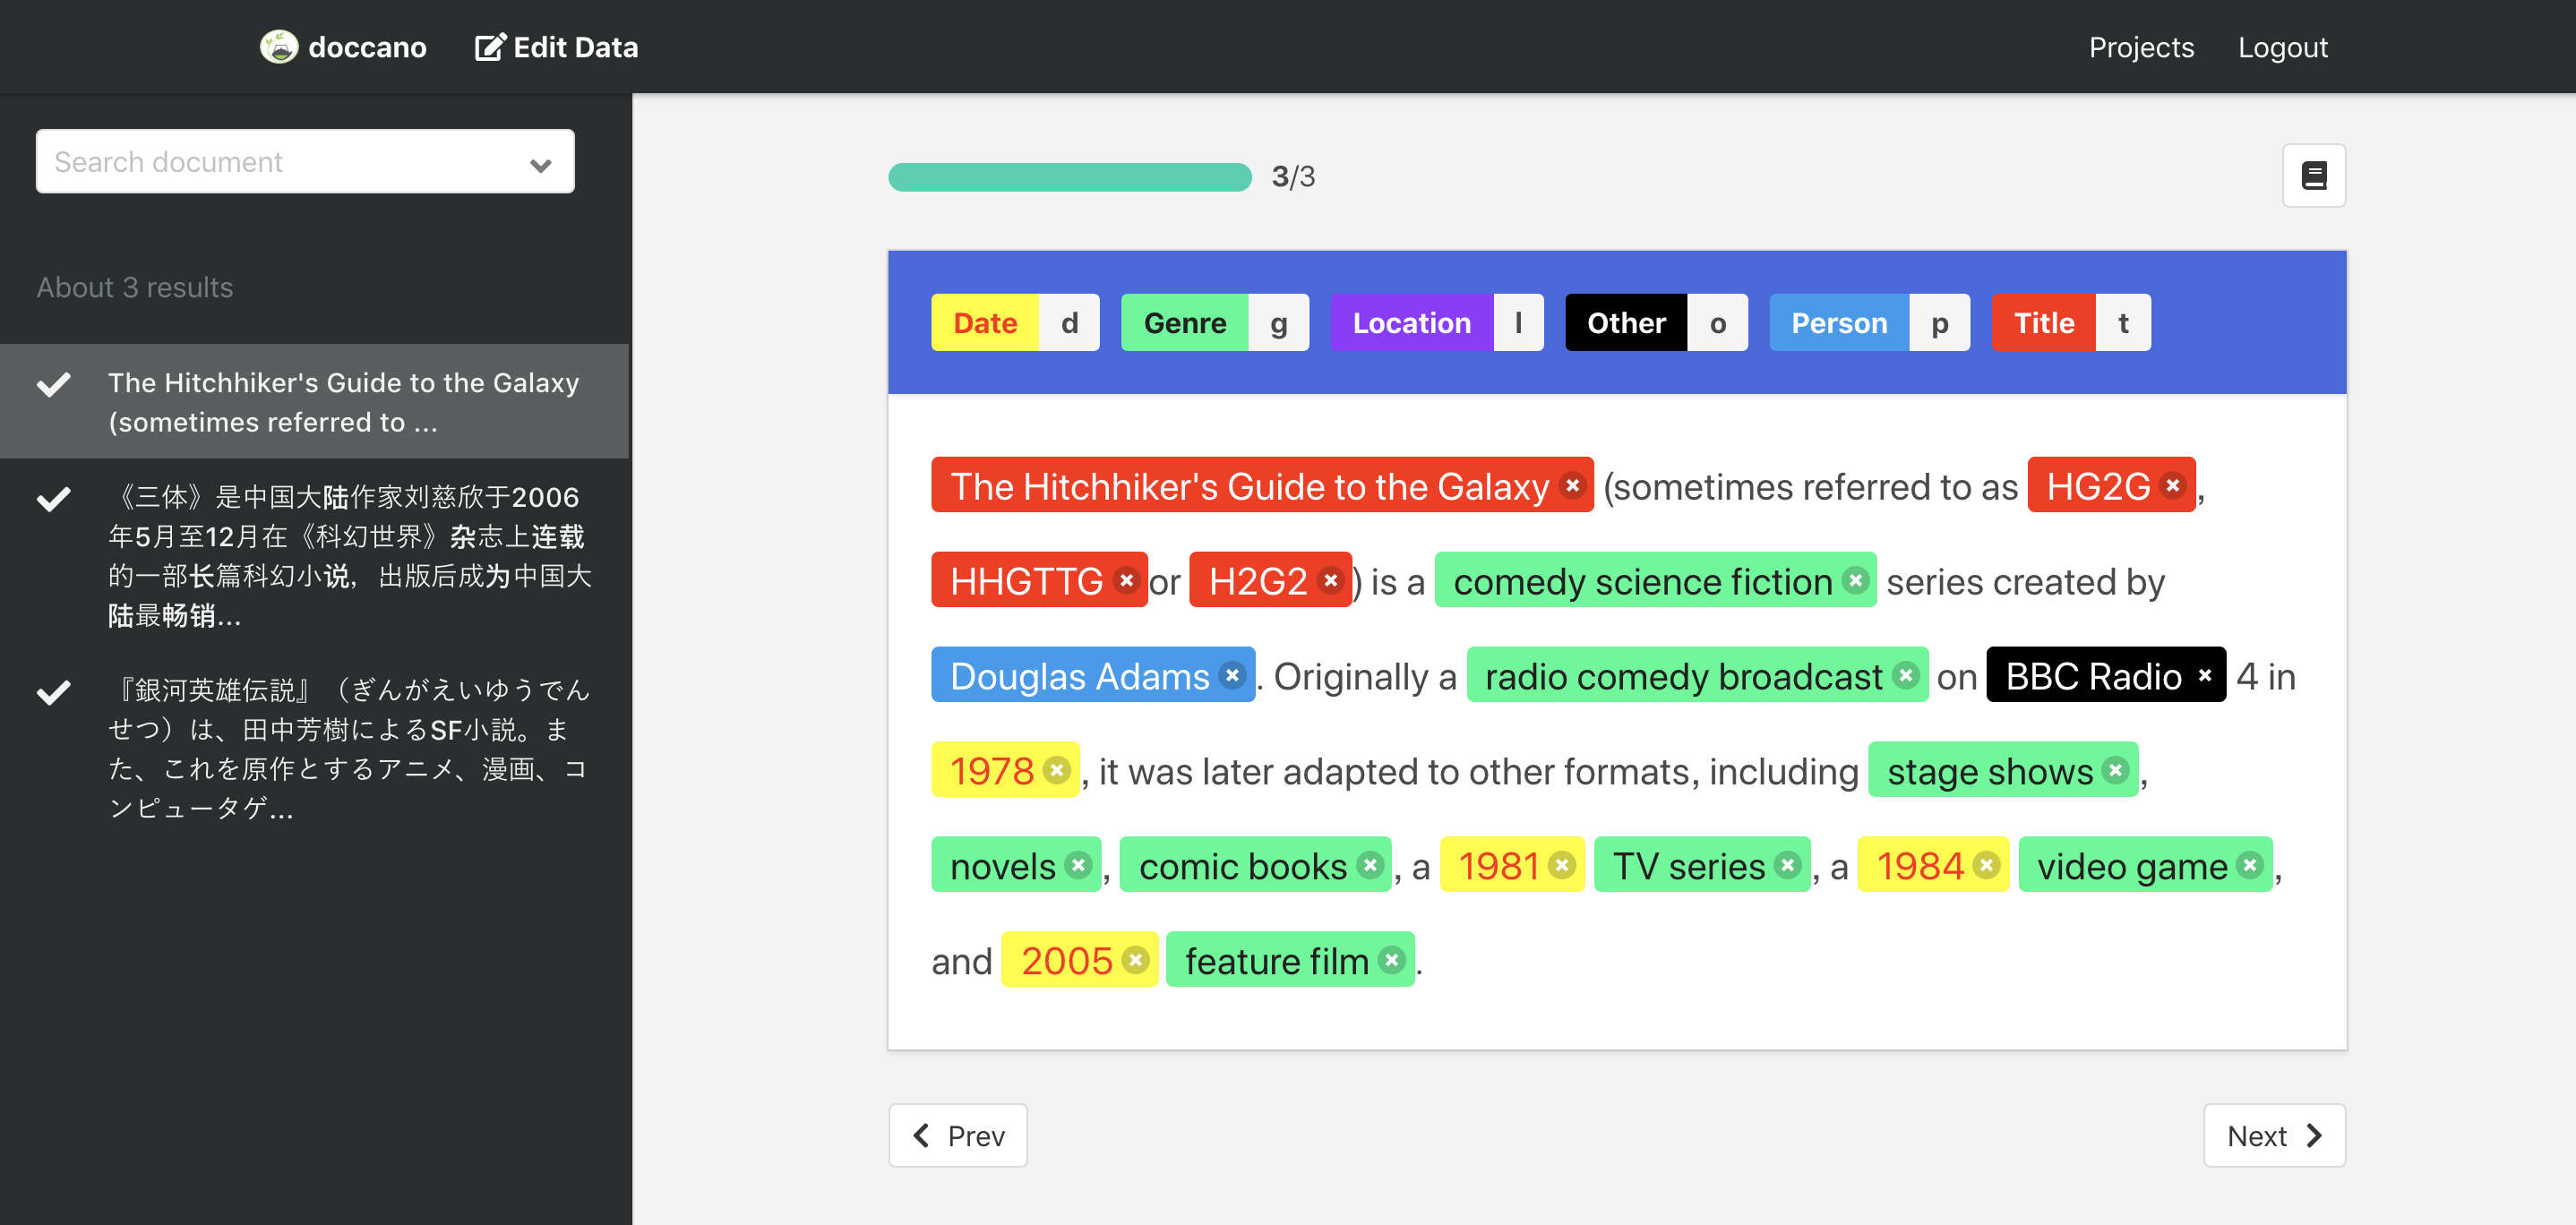 doccano Edit Data Projects Logout
Search document
About 3 results
The Hitchhiker's Guide to the Galaxy
(sometimes referred to ...
《三体》是中国大陆作家刘慈欣于2006
年5月至12月在《科幻世界》杂志上连载
的一部长篇科幻小说，出版后成为中国大
陆最畅销...
『銀河英雄伝説』（ぎんがえいゆうでん
せつ）は、田中芳樹によるSF小説。ま
た、これを原作とするアニメ、漫画、コ
ンピュータゲ...
3/3
Date d Genre g Location l Other o Person p Title t
The Hitchhiker's Guide to the Galaxy (sometimes referred to as HG2G,
HHGTTG or H2G2) is a comedy science fiction series created by
Douglas Adams. Originally a radio comedy broadcast on BBC Radio 4 in
1978, it was later adapted to other formats, including stage shows,
novels, comic books, a 1981 TV series, a 1984 video game,
and 2005 feature film.
Prev Next